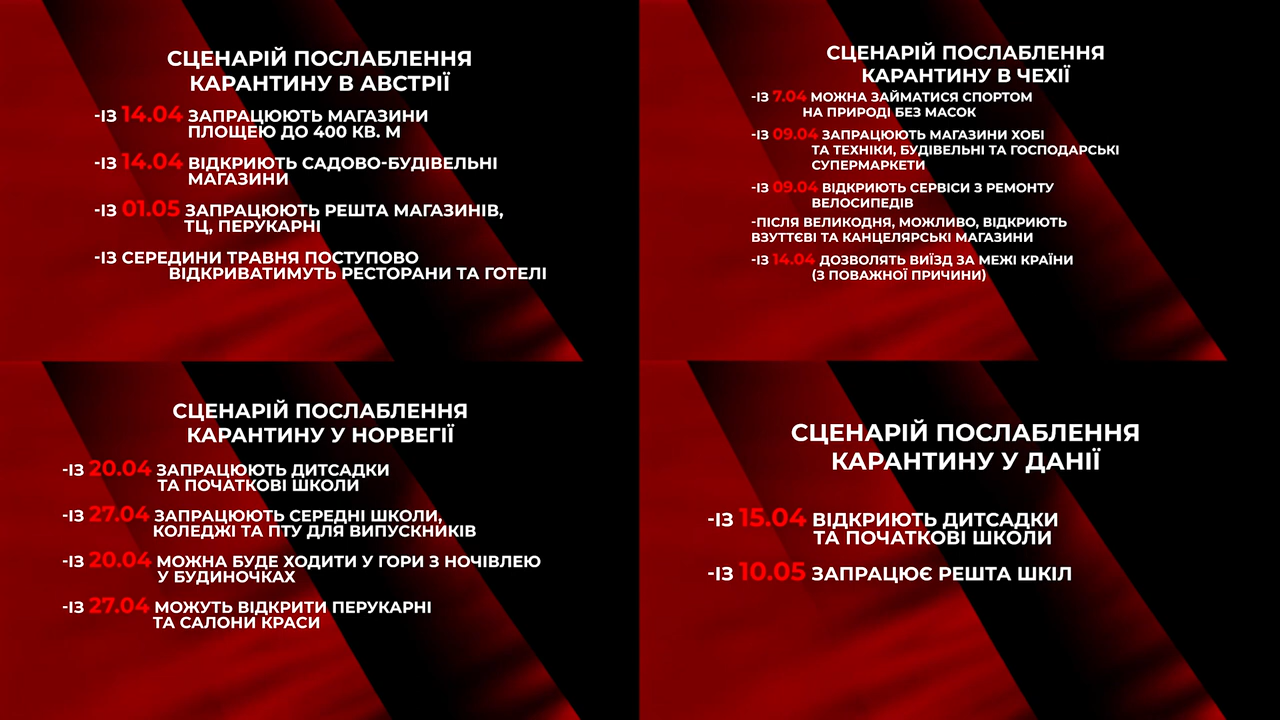 СЦЕНАРІЙ ПОСЛАБЛЕННЯ
КАРАНТИНУ В АВСТРІЇ
-ІЗ 14.04 ЗАПРАЦЮЮТЬ МАГАЗИНИ
ПЛОЩЕЮ ДО 400 КВ. М
-ІЗ 14.04 ВІДКРИЮТЬ САДОВО-БУДІВЕЛЬНІ
МАГАЗИНИ
-ІЗ 01.05 ЗАПРАЦЮЮТЬ РЕШТА МАГАЗИНІВ,
ТЦ, ПЕРУКАРНІ
-ІЗ СЕРЕДИНИ ТРАВНЯ ПОСТУПОВО
ВІДКРИВАТИМУТЬ РЕСТОРАНИ ТА ГОТЕЛІ
СЦЕНАРІЙ ПОСЛАБЛЕННЯ
КАРАНТИНУ В ЧЕХІЇ
-ІЗ 7.04 МОЖНА ЗАЙМАТИСЯ СПОРТОМ
НА ПРИРОДІ БЕЗ МАСОК
-ІЗ 09.04 ЗАПРАЦЮЮТЬ МАГАЗИНИ ХОБІ
ТА ТЕХНІКИ, БУДІВЕЛЬНІ ТА ГОСПОДАРСЬКІ
СУПЕРМАРКЕТИ
-ІЗ 09.04 ВІДКРИЮТЬ СЕРВІСИ З РЕМОНТУ
ВЕЛОСИПЕДІВ
-ПІСЛЯ ВЕЛИКОДНЯ, МОЖЛИВО, ВІДКРИЮТЬ
ВЗУТТЄВІ ТА КАНЦЕЛЯРСЬКІ МАГАЗИНИ
-ІЗ 14.04 ДОЗВОЛЯТЬ ВИЇЗД ЗА МЕЖІ КРАЇНИ
(З ПОВАЖНОЇ ПРИЧИНИ)
СЦЕНАРІЙ ПОСЛАБЛЕННЯ
КАРАНТИНУ У НОРВЕГІЇ
-ІЗ 20.04 ЗАПРАЦЮЮТЬ ДИТСАДКИ
ТА ПОЧАТКОВІ ШКОЛИ
-ІЗ 27.04 ЗАПРАЦЮЮТЬ СЕРЕДНІ ШКОЛИ,
КОЛЕДЖІ ТА ПТУ ДЛЯ ВИПУСКНИКІВ
-ІЗ 20.04 МОЖНА БУДЕ ХОДИТИ У ГОРИ З НОЧІВЛЕЮ
У БУДИНОЧКАХ
-ІЗ 27.04 МОЖУТЬ ВІДКРИТИ ПЕРУКАРНІ
ТА САЛОНИ КРАСИ
СЦЕНАРІЙ ПОСЛАБЛЕННЯ
КАРАНТИНУ У ДАНІЇ
-ІЗ 15.04 ВІДКРИЮТЬ ДИТСАДКИ
ТА ПОЧАТКОВІ ШКОЛИ
-ІЗ 10.05 ЗАПРАЦЮЄ РЕШТА ШКІЛ